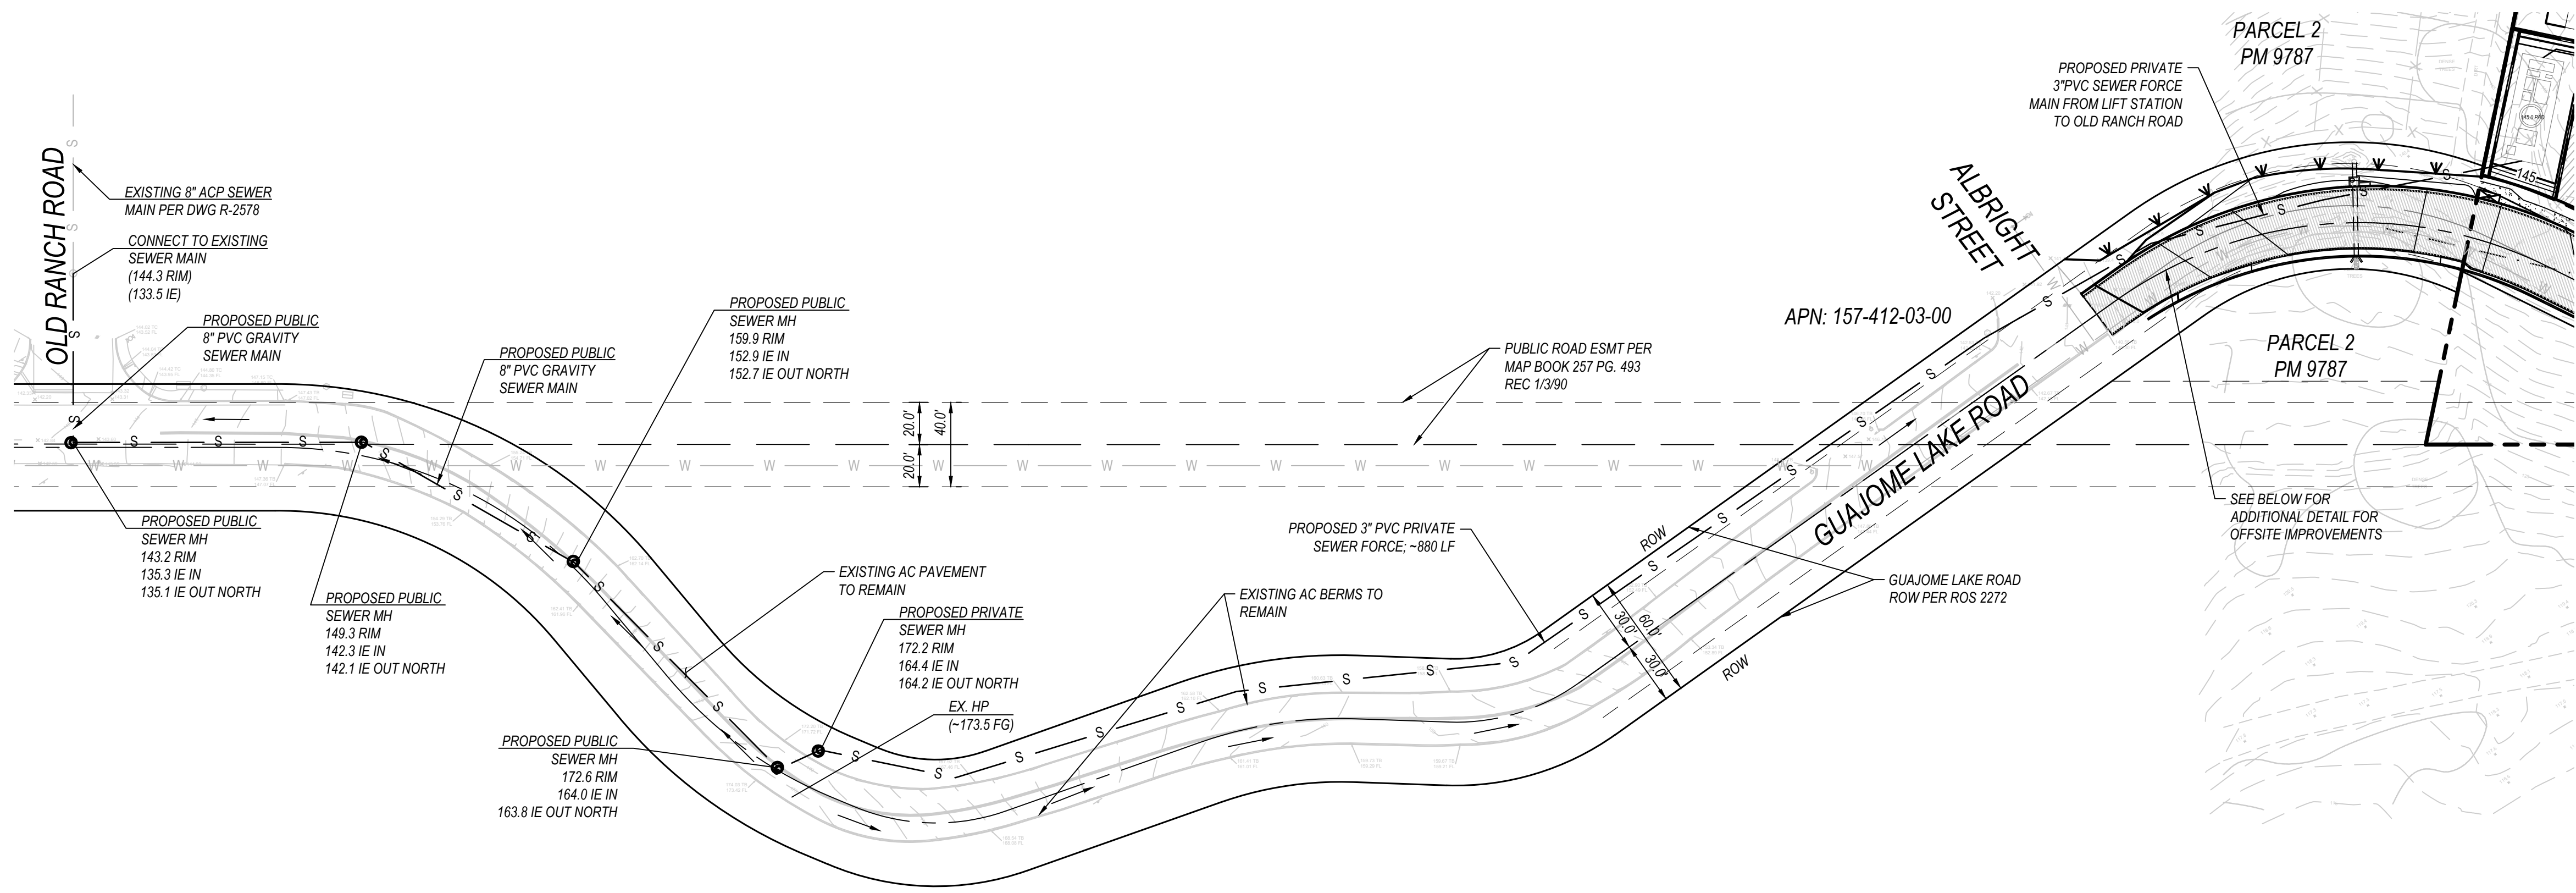 PARCEL 2
PM 9787
PROPOSED PRIVATE
3"PVC SEWER FORCE
MAIN FROM LIFT STATION
TO OLD RANCH ROAD
145.0 PAD
145
OLD RANCH ROAD
EXISTING 8" ACP SEWER
MAIN PER DWG R-2578
CONNECT TO EXISTING
SEWER MAIN
(144.3 RIM)
(133.5 IE)
PROPOSED PUBLIC
8" PVC GRAVITY
SEWER MAIN
PROPOSED PUBLIC
8" PVC GRAVITY
SEWER MAIN
PROPOSED PUBLIC
SEWER MH
159.9 RIM
152.9 IE IN
152.7 IE OUT NORTH
20.0'
20.0'
40.0'
PUBLIC ROAD ESMT PER
MAP BOOK 257 PG. 493
REC 1/3/90
ALBRIGHT
STREET
APN: 157-412-03-00
PARCEL 2
PM 9787
GUAJOME LAKE ROAD
SEE BELOW FOR
ADDITIONAL DETAIL FOR
OFFSITE IMPROVEMENTS
PROPOSED PUBLIC
SEWER MH
143.2 RIM
135.3 IE IN
135.1 IE OUT NORTH
PROPOSED PUBLIC
SEWER MH
149.3 RIM
142.3 IE IN
142.1 IE OUT NORTH
EXISTING AC PAVEMENT
TO REMAIN
PROPOSED PRIVATE
SEWER MH
172.2 RIM
164.4 IE IN
164.2 IE OUT NORTH
EX. HP
(~173.5 FG)
PROPOSED PUBLIC
SEWER MH
172.6 RIM
164.0 IE IN
163.8 IE OUT NORTH
EXISTING AC BERMS TO
REMAIN
PROPOSED 3" PVC PRIVATE
SEWER FORCE; ~880 LF
ROW
30.0'
60.0'
30.0'
ROW
GUAJOME LAKE ROAD
ROW PER ROS 2272